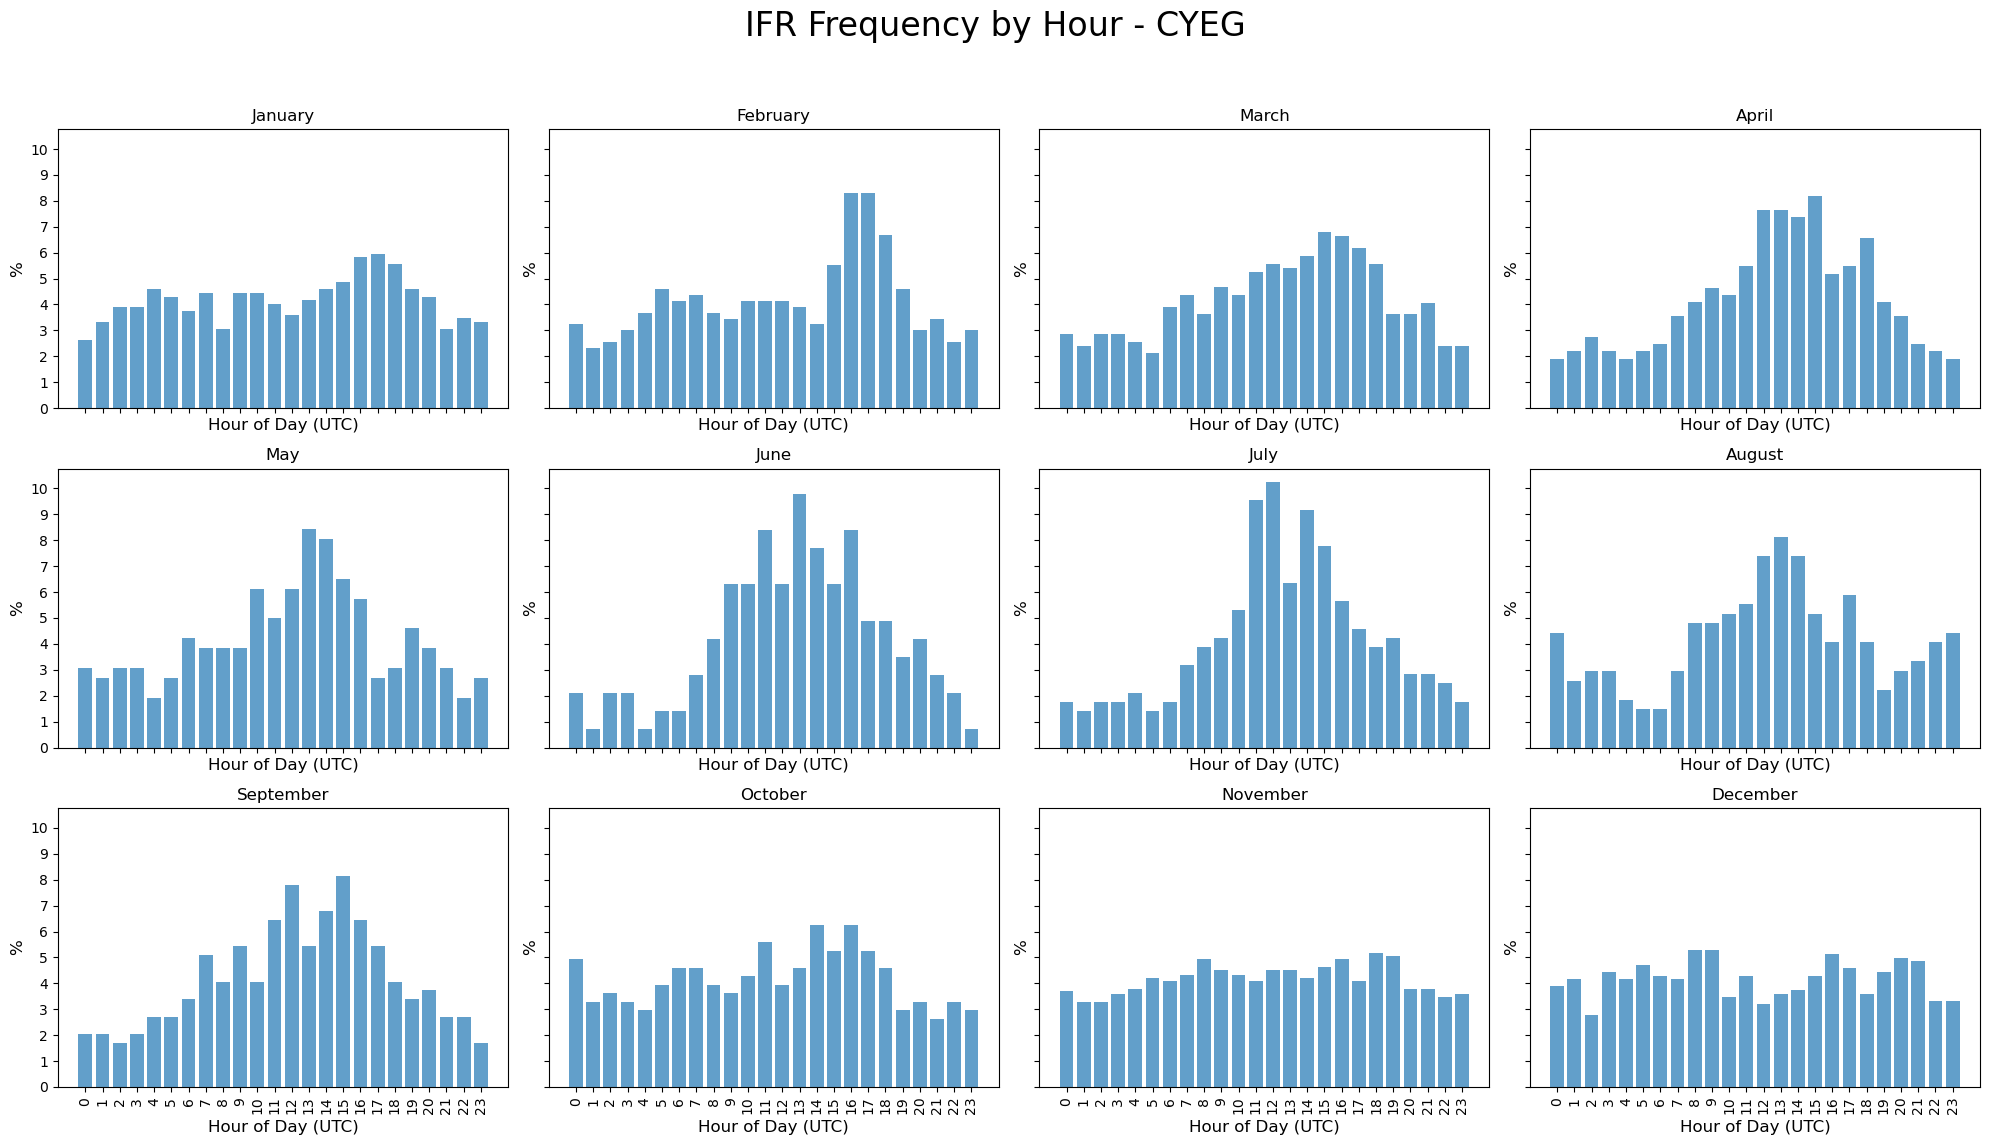 IFR Frequency by Hour - CYEG
January
February
March
April
10
9
8
7
6
5
4
3
2
1
0
%
%
%
%
Hour of Day (UTC)
Hour of Day (UTC)
Hour of Day (UTC)
Hour of Day (UTC)
May
June
July
August
10
9
8
7
6
5
4
3
2
1
0
%
%
%
%
Hour of Day (UTC)
Hour of Day (UTC)
Hour of Day (UTC)
Hour of Day (UTC)
September
October
November
December
10
9
8
7
6
5
4
3
2
1
0
%
%
%
%
0 1 2 3 4 5 6 7 8 9 10 11 12 13 14 15 16 17 18 19 20 21 22 23
0 1 2 3 4 5 6 7 8 9 10 11 12 13 14 15 16 17 18 19 20 21 22 23
0 1 2 3 4 5 6 7 8 9 10 11 12 13 14 15 16 17 18 19 20 21 22 23
0 1 2 3 4 5 6 7 8 9 10 11 12 13 14 15 16 17 18 19 20 21 22 23
Hour of Day (UTC)
Hour of Day (UTC)
Hour of Day (UTC)
Hour of Day (UTC)